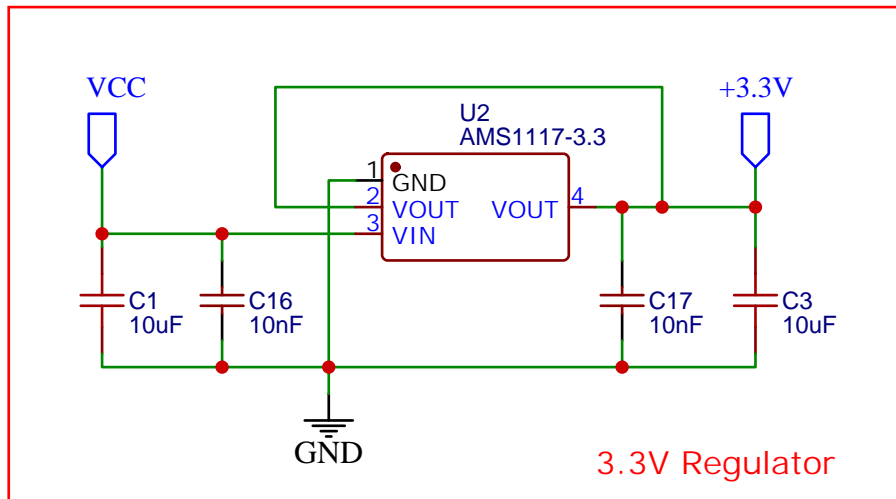 VCC
+3.3V
U2
AMS1117-3.3
1
GND
2
VOUT
VOUT
4
3
VIN
C1
10uF
C16
10nF
C17
10nF
C3
10uF
GND
3.3V Regulator